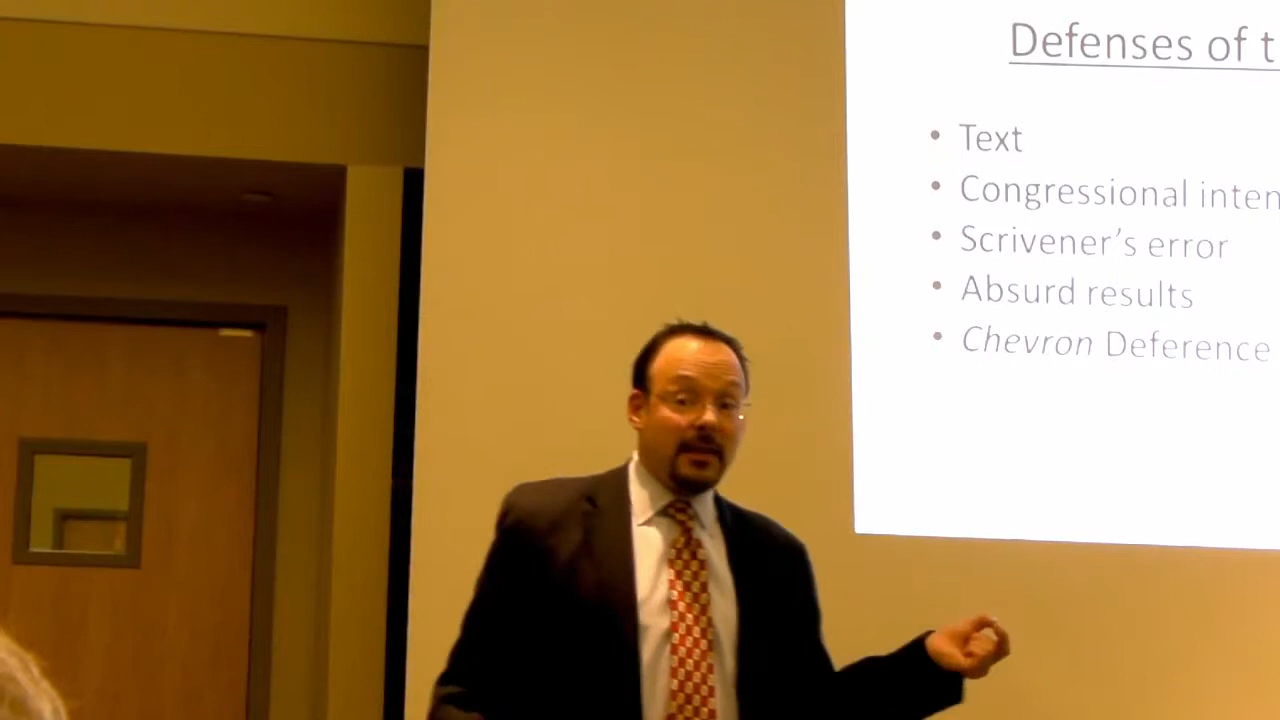 Defenses of t
• Text
• Congressional inten
• Scrivener's error
• Absurd results
• Chevron Deference